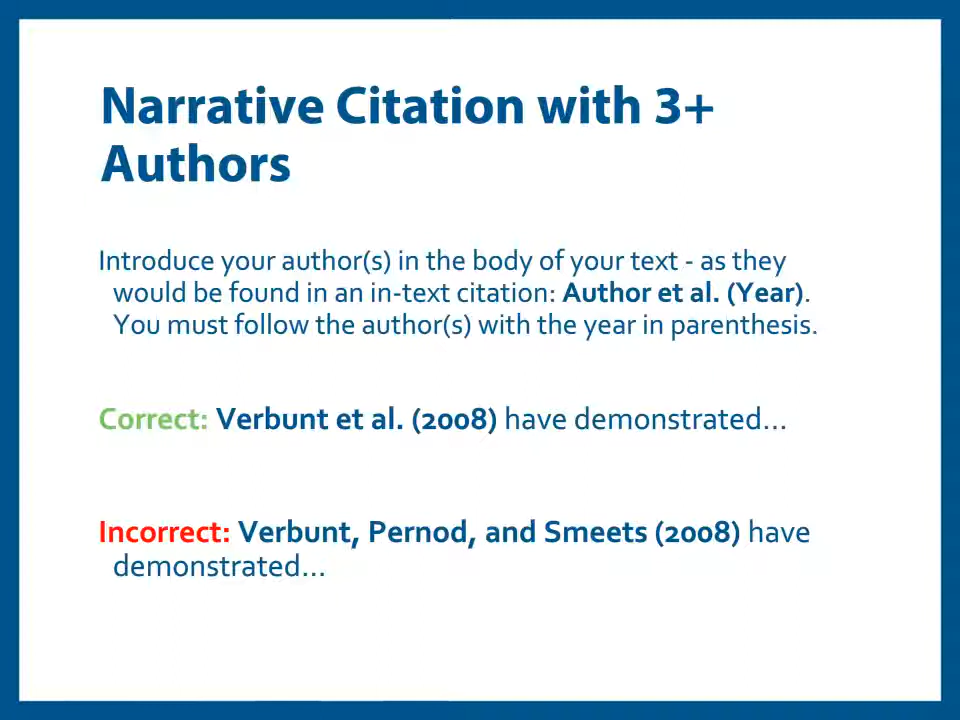 Narrative Citation with 3+
Authors
Introduce your author(s) in the body of your text - as they
would be found in an in-text citation: Author et al. (Year).
You must follow the author(s) with the year in parenthesis.
Correct: Verbunt et al. (2008) have demonstrated...
Incorrect: Verbunt, Pernod, and Smeets (2008) have
demonstrated...